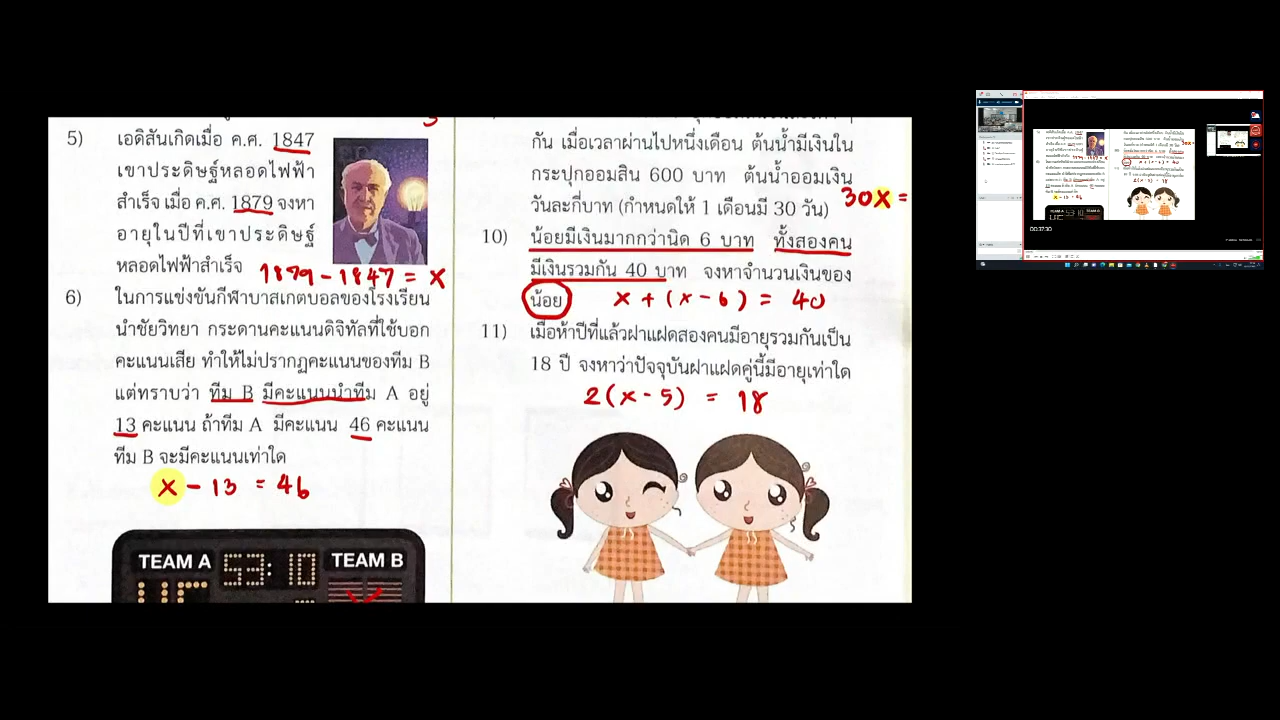 5) เอดิสันเกิดเมื่อ ค.ศ. 1847
เขาประดิษฐ์หลอดไฟฟ้า
สำเร็จ เมื่อ ค.ศ. 1879 จงหา
อายุในปีที่เขาประดิษฐ์
หลอดไฟฟ้าสำเร็จ 1879 - 1847 = x
6) ในการแข่งขันกีฬาบาสเกตบอลของโรงเรียน
นำชัยวิทยา กระดานคะแนนดิจิทัลที่ใช้บอก
คะแนนเสีย ทำให้ไม่ปรากฏคะแนนของทีม B
แต่ทราบว่า ทีม B มีคะแนนนำทีม A อยู่
13 คะแนน ถ้าทีม A มีคะแนน 46 คะแนน
ทีม B จะมีคะแนนเท่าใด
x - 13 = 46
TEAM A 53:10 TEAM B
กัน เมื่อเวลาผ่านไปหนึ่งเดือน ต้นน้ำมีเงินใน
กระปุกออมสิน 600 บาท ต้นน้ำออมเงิน
วันละกี่บาท (กำหนดให้ 1 เดือนมี 30 วัน) 30x =
10) น้อยมีเงินมากกว่านิด 6 บาท ทั้งสองคน
มีเงินรวมกัน 40 บาท จงหาจำนวนเงินของ
น้อย x + (x - 6) = 40
11) เมื่อห้าปีที่แล้วฝาแฝดสองคนมีอายุรวมกันเป็น
18 ปี จงหาว่าปัจจุบันฝาแฝดคู่นี้มีอายุเท่าใด
2(x - 5) = 18
00:37:30